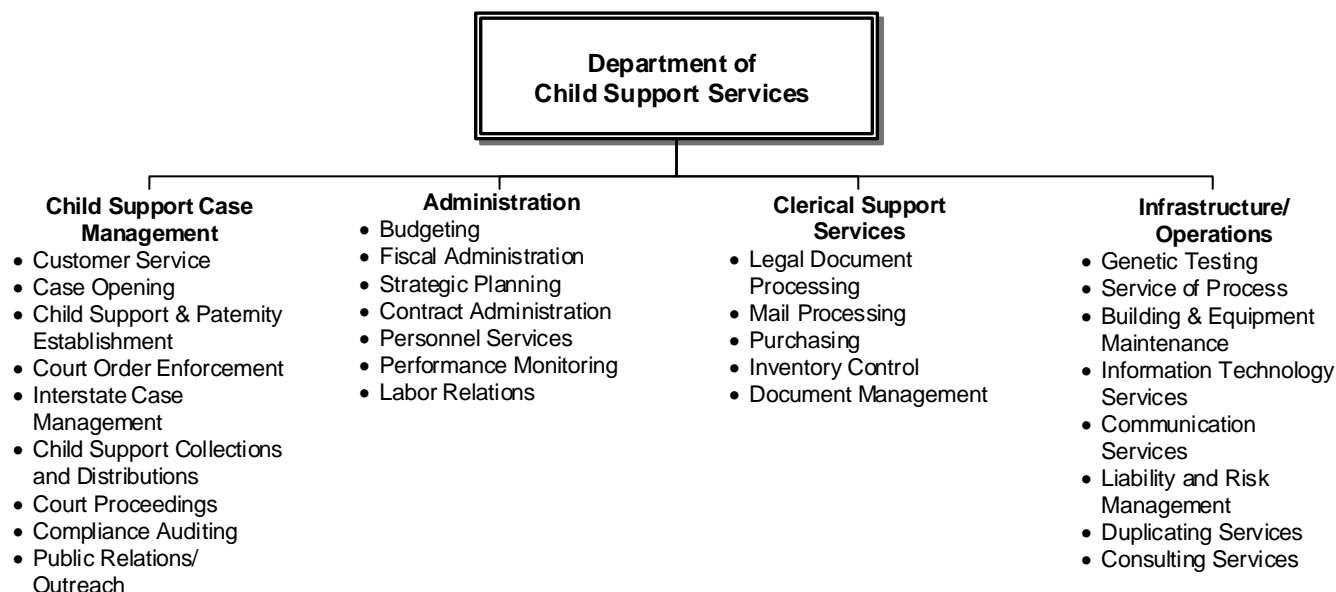 Department of
Child Support Services
Child Support Case
Management
• Customer Service
• Case Opening
• Child Support & Paternity
Establishment
• Court Order Enforcement
• Interstate Case
Management
• Child Support Collections
and Distributions
• Court Proceedings
• Compliance Auditing
• Public Relations/
Outreach
Administration
• Budgeting
• Fiscal Administration
• Strategic Planning
• Contract Administration
• Personnel Services
• Performance Monitoring
• Labor Relations
Clerical Support
Services
• Legal Document
Processing
• Mail Processing
• Purchasing
• Inventory Control
• Document Management
Infrastructure/
Operations
• Genetic Testing
• Service of Process
• Building & Equipment
Maintenance
• Information Technology
Services
• Communication
Services
• Liability and Risk
Management
• Duplicating Services
• Consulting Services